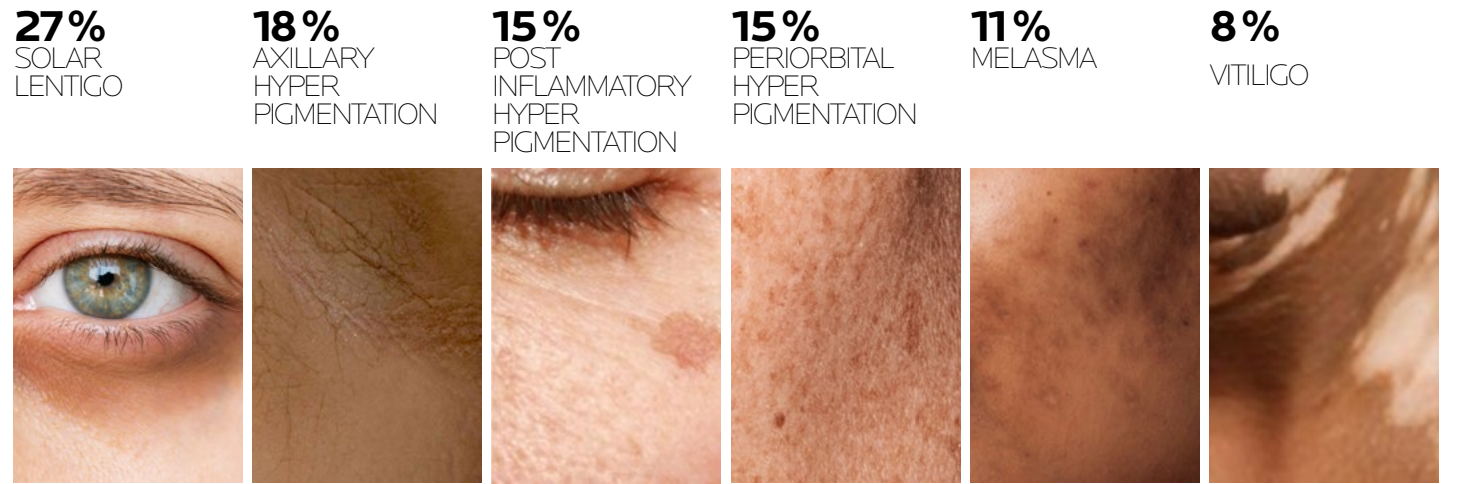 27%
SOLAR
LENTIGO
18%
AXILLARY
HYPER
PIGMENTATION
15%
POST
INFLAMMATORY
HYPER
PIGMENTATION
15%
PERIORBITAL
HYPER
PIGMENTATION
11%
MELASMA
8%
VITILIGO